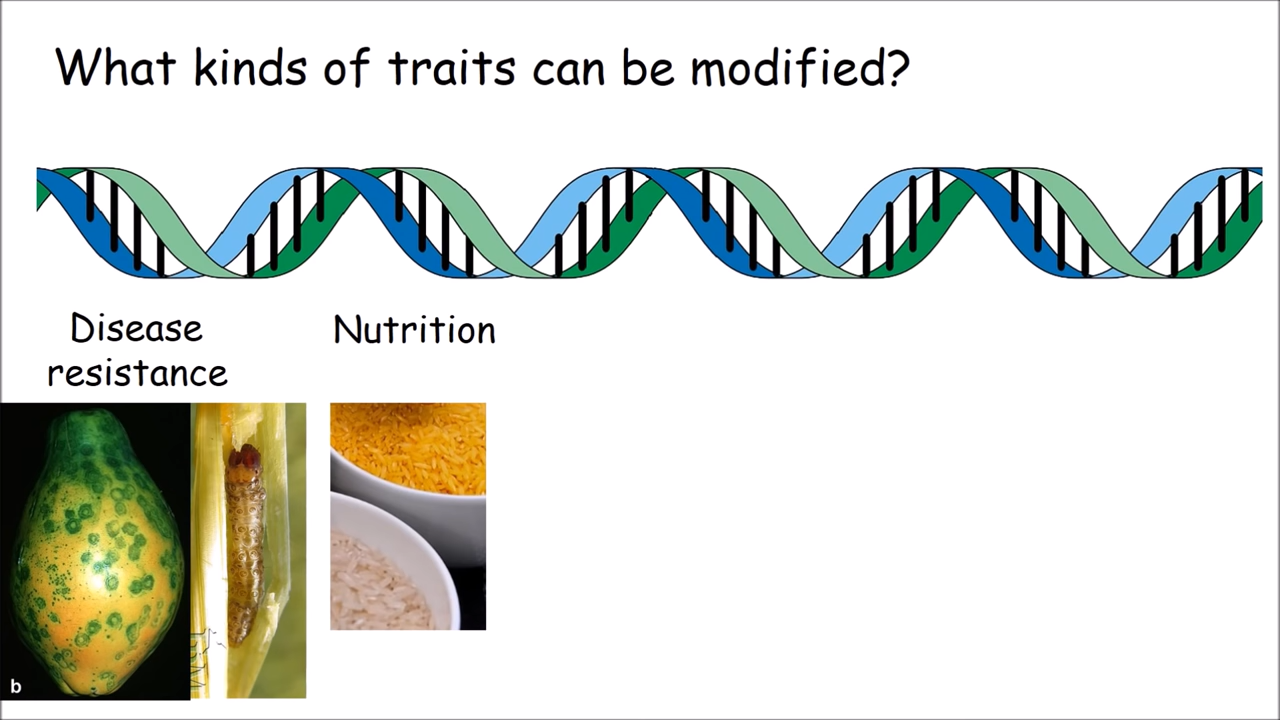 What kinds of traits can be modified?
Disease
resistance
Nutrition
b